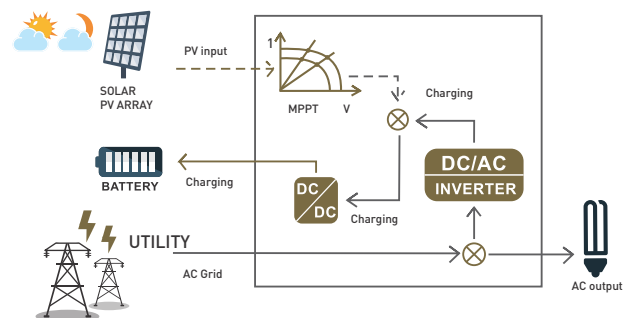 1
PV input
SOLAR
PV ARRAY
MPPT
V
Charging
DC/AC
INVERTER
BATTERY
Charging
DC
DC
Charging
UTILITY
AC Grid
AC output